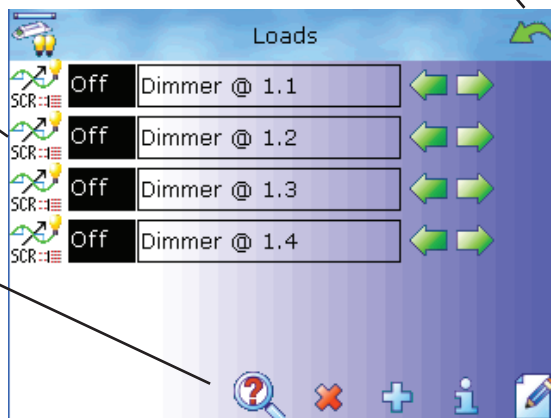 Loads
SCR Off Dimmer @ 1.1
SCR Off Dimmer @ 1.2
SCR Off Dimmer @ 1.3
SCR Off Dimmer @ 1.4
? i